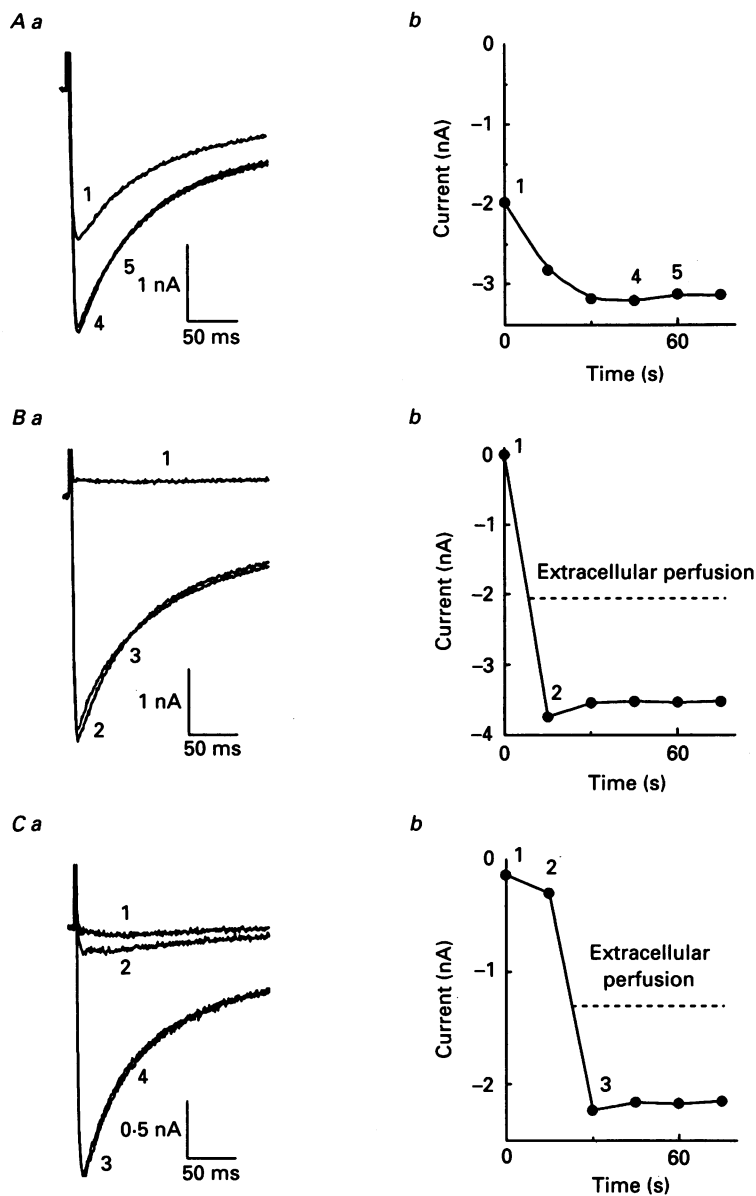 A a
1
5
4
1 nA
50 ms
b
0
−1
−2
−3
Current (nA)
1
4
5
0
60
Time (s)
B a
1
3
2
1 nA
50 ms
b
0
−1
−2
−3
−4
Current (nA)
1
Extracellular perfusion
2
0
60
Time (s)
C a
1
2
4
3
0·5 nA
50 ms
b
0
−1
−2
Current (nA)
1
2
Extracellular
perfusion
3
0
60
Time (s)